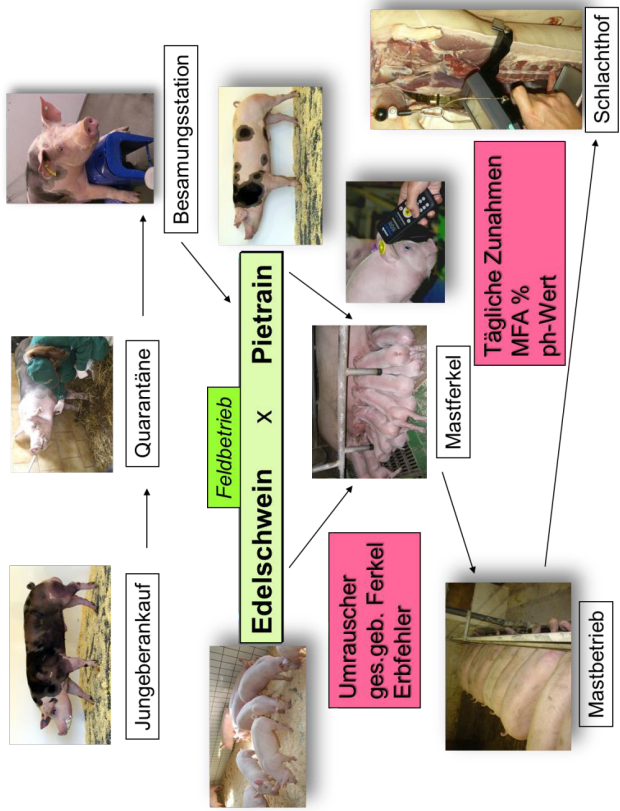 Jungeberankauf
Quarantäne
Besamungsstation
Feldbetrieb
Edelschwein x Pietrain
Umrauscher
ges.geb. Ferkel
Erbfehler
Mastferkel
Tägliche Zunahmen
MFA %
ph-Wert
Mastbetrieb
Schlachthof